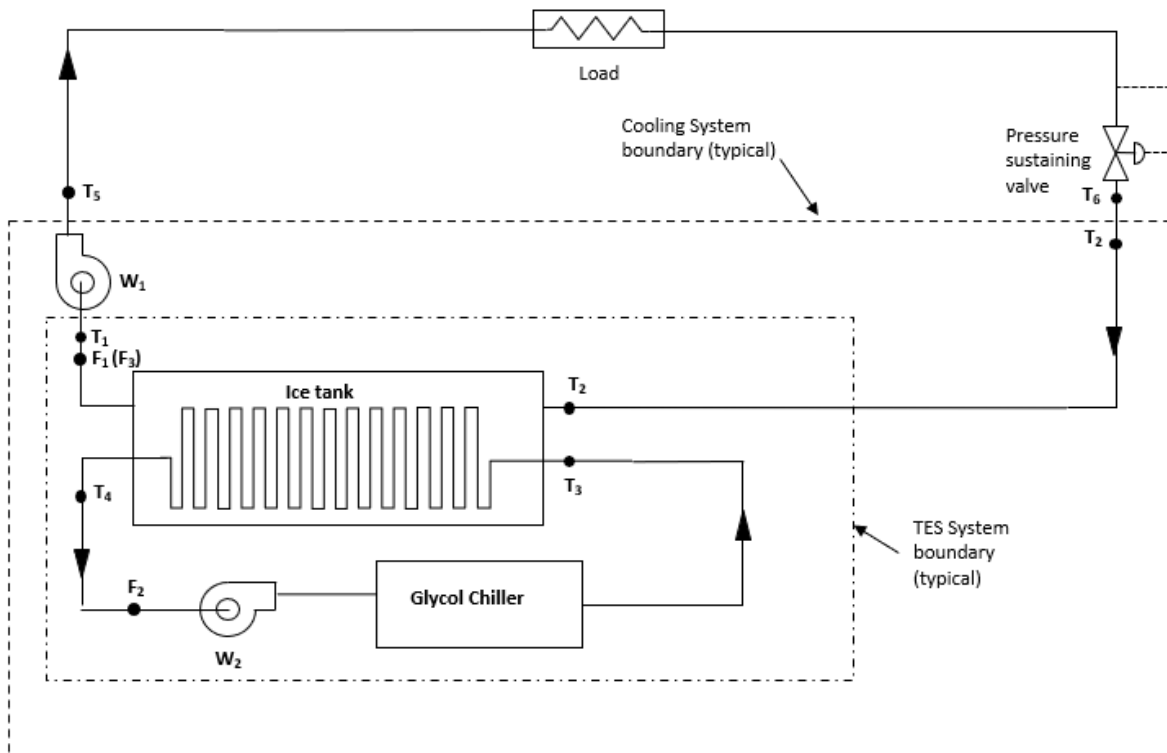 Load
Cooling System
boundary (typical)
Pressure
sustaining
valve
T5
T6
T2
W1
T1
F1 (F3)
Ice tank
T2
T3
T4
TES System
boundary
(typical)
F2
Glycol Chiller
W2